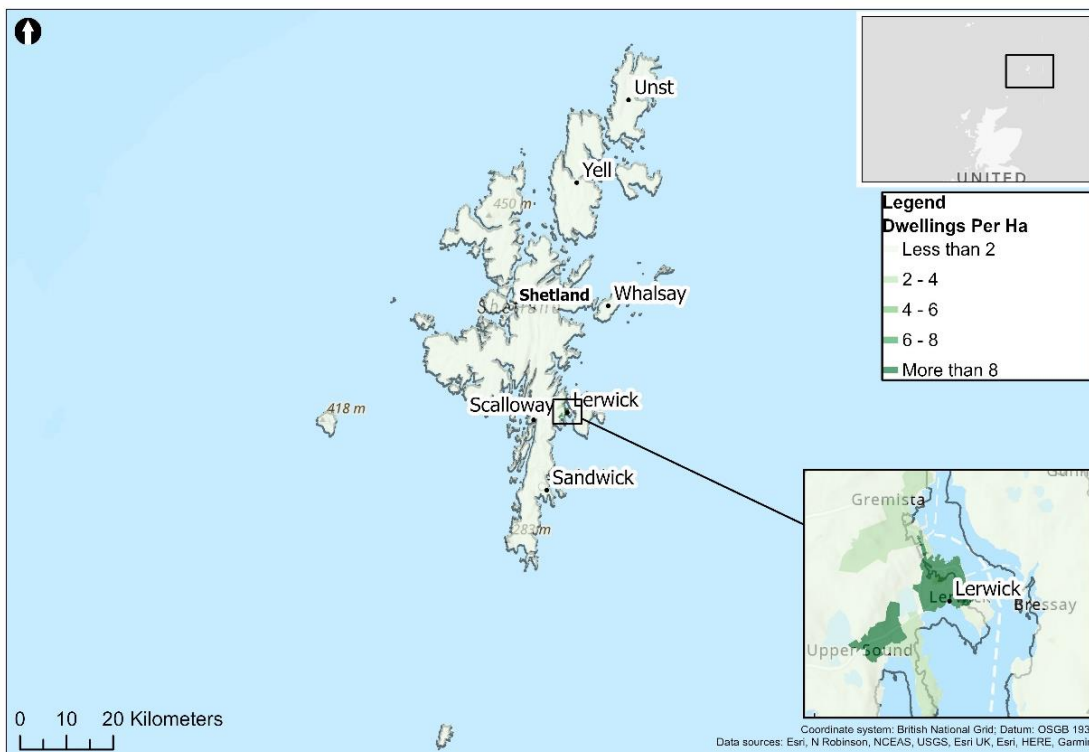 Unst
Yell
450 m
UNITED
Legend
Dwellings Per Ha
Less than 2
2 - 4
4 - 6
6 - 8
More than 8
Shetland
Shetland
Whalsay
418 m
Scalloway
Lerwick
Sandwick
283 m
Gremista
Lerwick
Bressay
Upper Sound
0 10 20 Kilometers
Coordinate system: British National Grid; Datum: OSGB 193
Data sources: Esri, N Robinson, NCEAS, USGS, Esri UK, Esri, HERE, Garmi